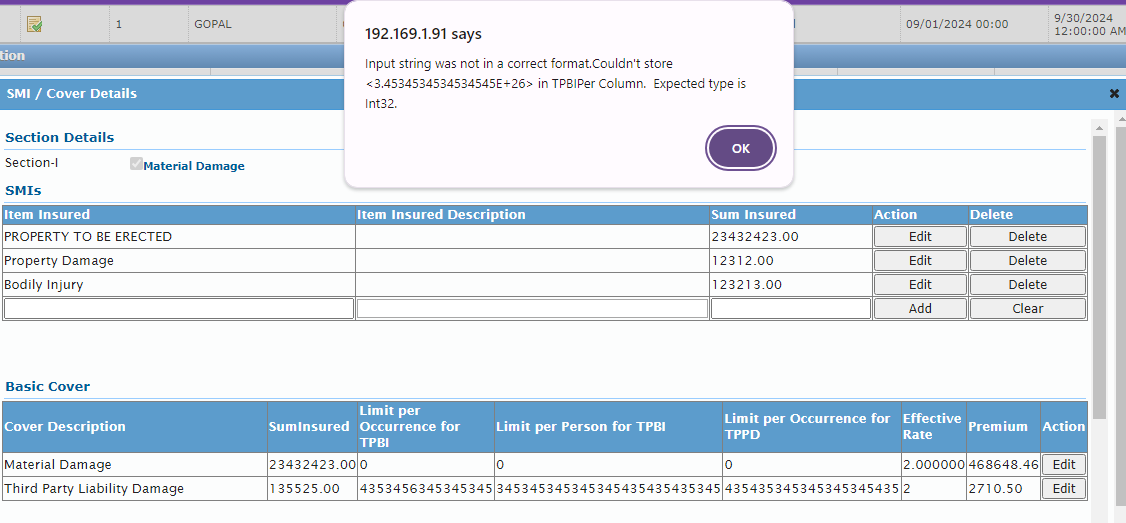 1 GOPAL 09/01/2024 00:00 9/30/2024 12:00:00 AM
tion
192.169.1.91 says
Input string was not in a correct format.Couldn't store
<3.4534534534534545E+26> in TPBIPer Column.  Expected type is
Int32.
OK
SMI / Cover Details
Section Details
Section-I Material Damage
SMIs
Item Insured Item Insured Description Sum Insured Action Delete
PROPERTY TO BE ERECTED 23432423.00 Edit Delete
Property Damage 12312.00 Edit Delete
Bodily Injury 123213.00 Edit Delete
Add Clear
Basic Cover
Cover Description SumInsured Limit per Occurrence for TPBI Limit per Person for TPBI Limit per Occurrence for TPPD Effective Rate Premium Action
Material Damage 23432423.00 0 0 0 2.000000 468648.46 Edit
Third Party Liability Damage 135525.00 4353456345345345 345345345345345435435435345 435435345345345345435 2 2710.50 Edit